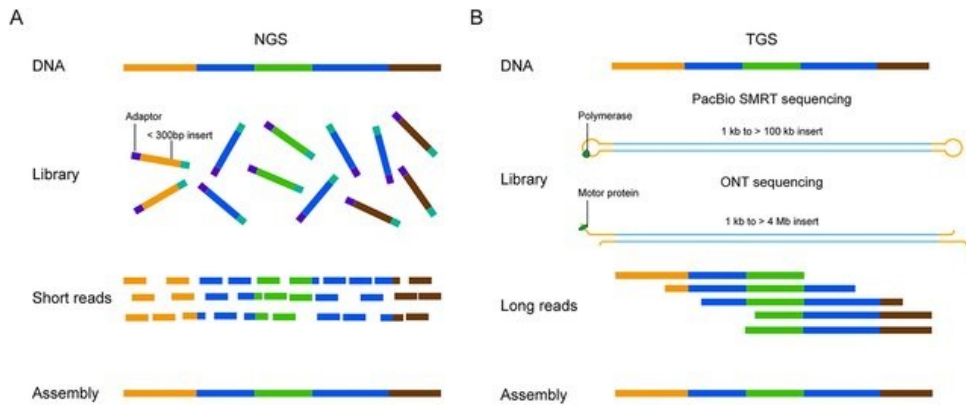 A
NGS
DNA
Adaptor
< 300bp insert
Library
Short reads
Assembly
B
TGS
DNA
PacBio SMRT sequencing
Polymerase
1 kb to > 100 kb insert
Library
ONT sequencing
Motor protein
1 kb to > 4 Mb insert
Long reads
Assembly